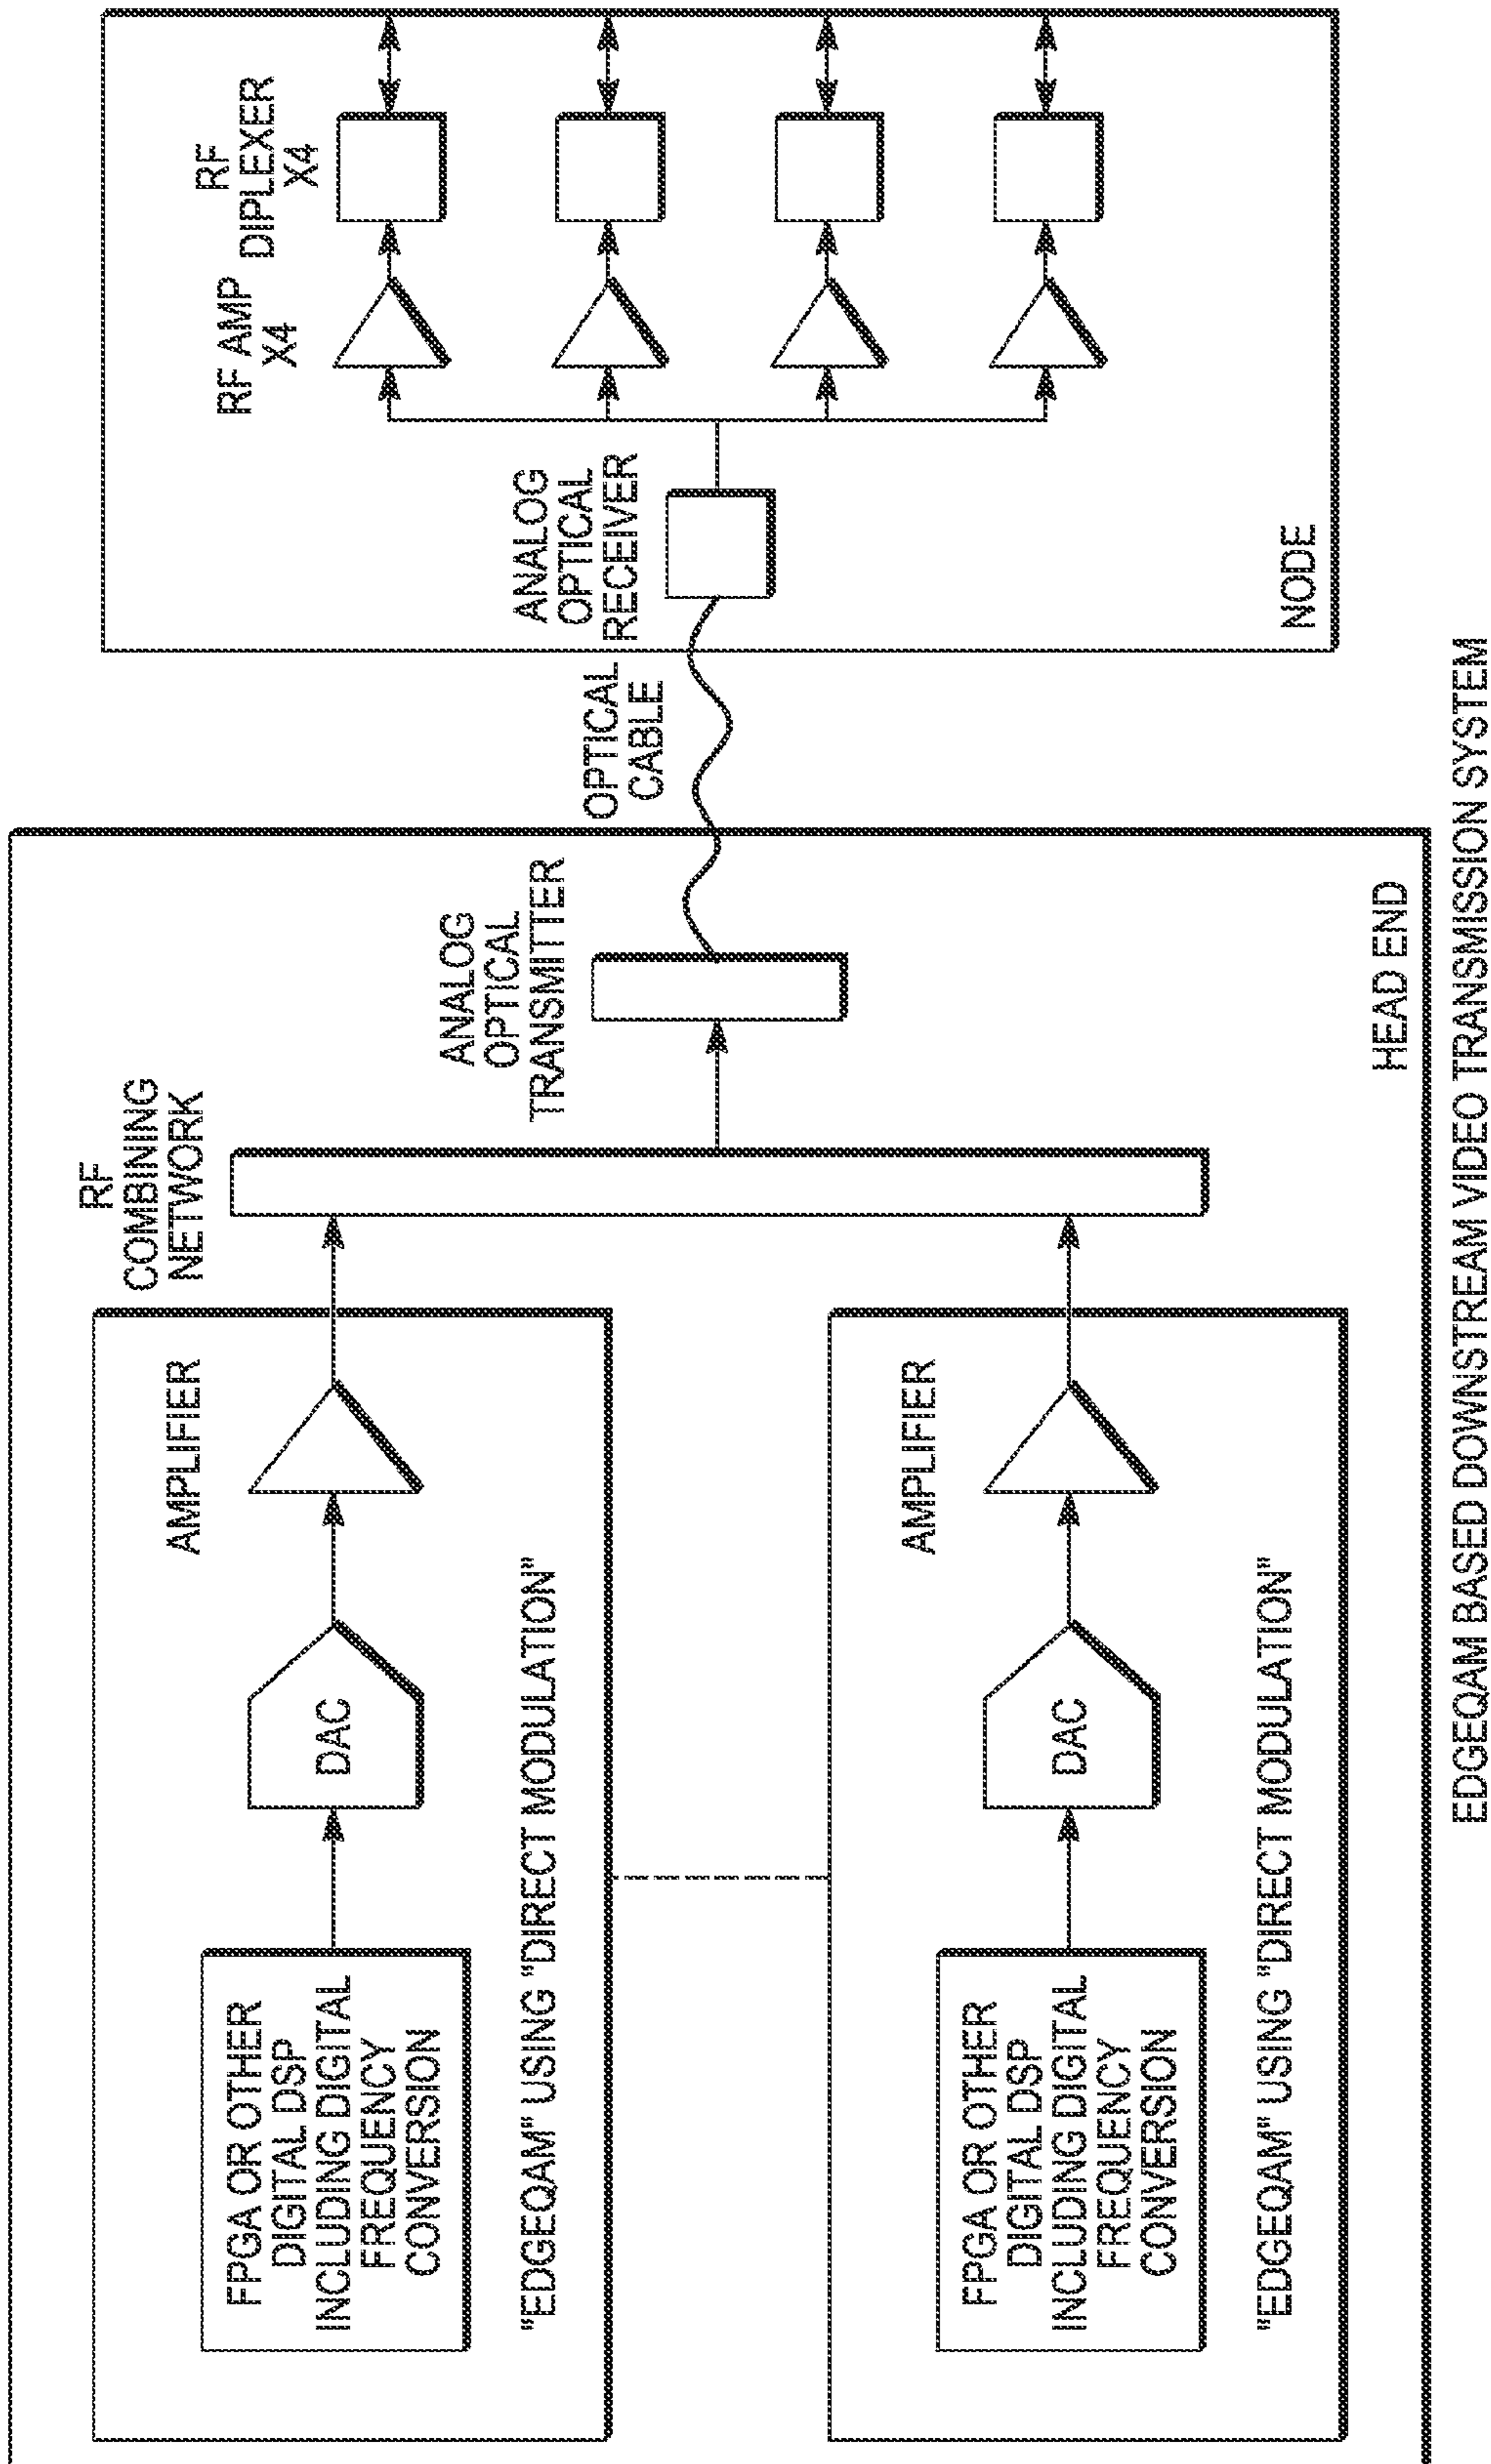 FPGA OR OTHER
DIGITAL DSP
INCLUDING DIGITAL
FREQUENCY
CONVERSION
DAC
AMPLIFIER
"EDGEQAM" USING "DIRECT MODULATION"
FPGA OR OTHER
DIGITAL DSP
INCLUDING DIGITAL
FREQUENCY
CONVERSION
DAC
AMPLIFIER
"EDGEQAM" USING "DIRECT MODULATION"
RF
COMBINING
NETWORK
ANALOG
OPTICAL
TRANSMITTER
HEAD END
OPTICAL
CABLE
ANALOG
OPTICAL
RECEIVER
RF AMP
X4
RF
DIPLEXER
X4
NODE
EDGEQAM BASED DOWNSTREAM VIDEO TRANSMISSION SYSTEM